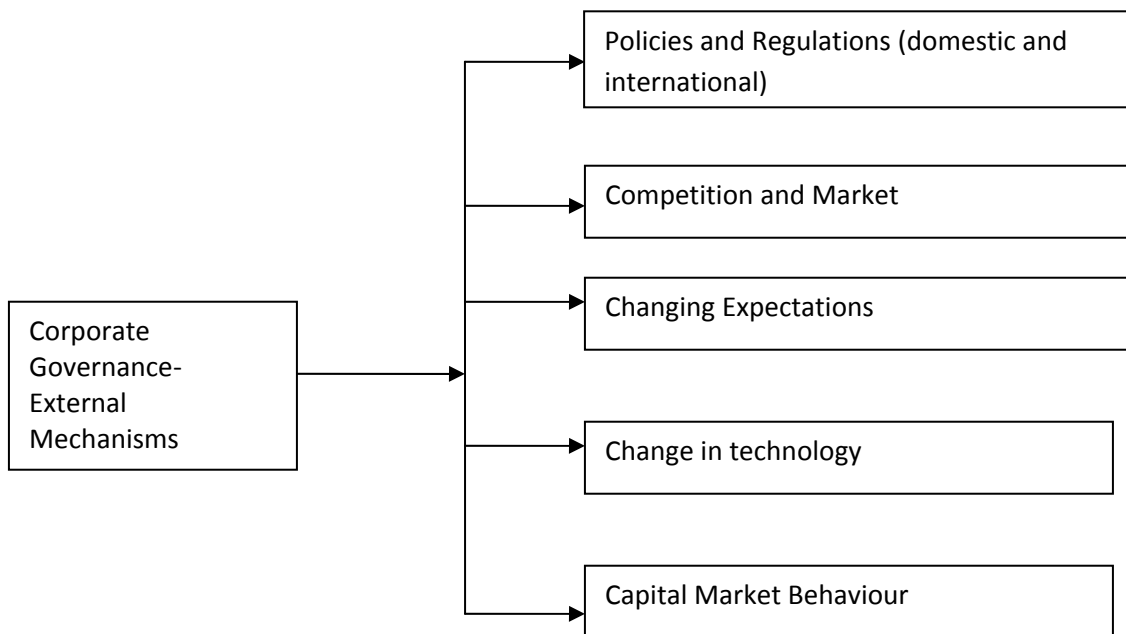 Policies and Regulations (domestic and
international)
Competition and Market
Changing Expectations
Corporate
Governance-
External
Mechanisms
Change in technology
Capital Market Behaviour